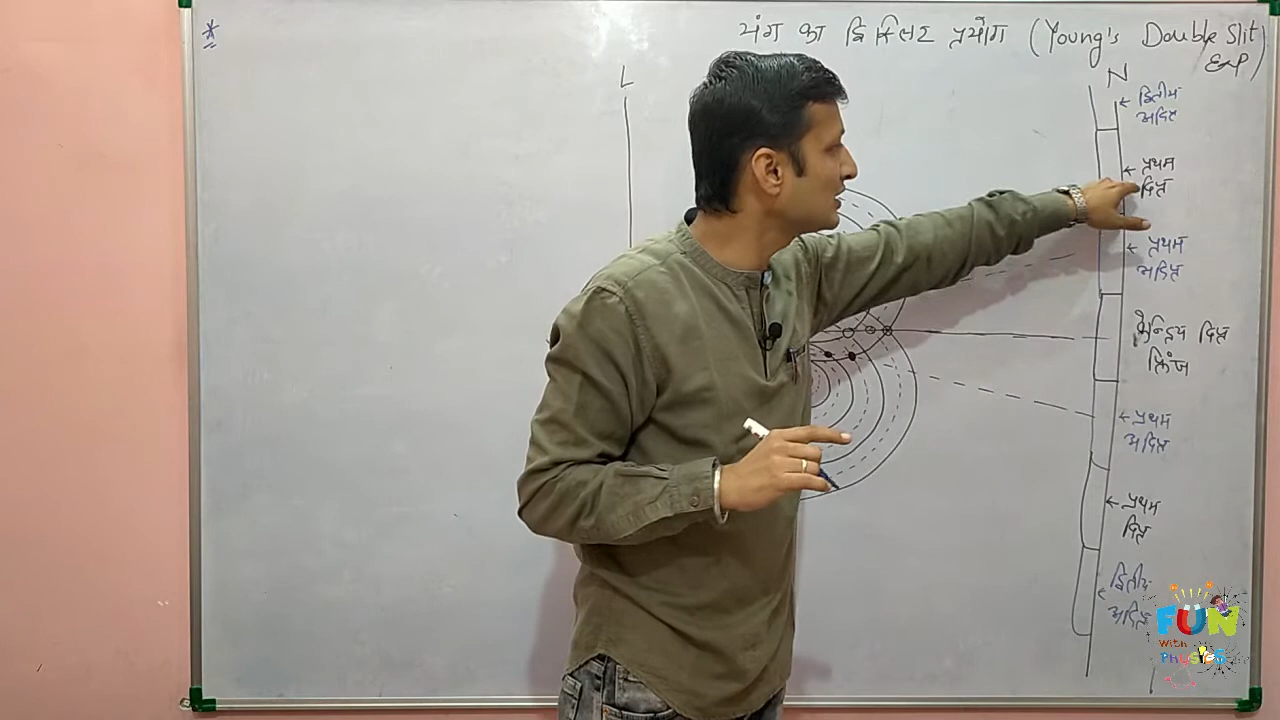 *
यंग का द्वि स्लिट प्रयोग (Young's Double Slit
Exp)
L
N
← द्वितीय
अदिप्त
← प्रथम
दिप्त
← प्रथम
अदिप्त
केन्द्रिय दिप्त
फ्रिंज
← प्रथम
अदिप्त
← प्रथम
दिप्त
← द्वितीय
अदिप्त
FUN
With
Physics